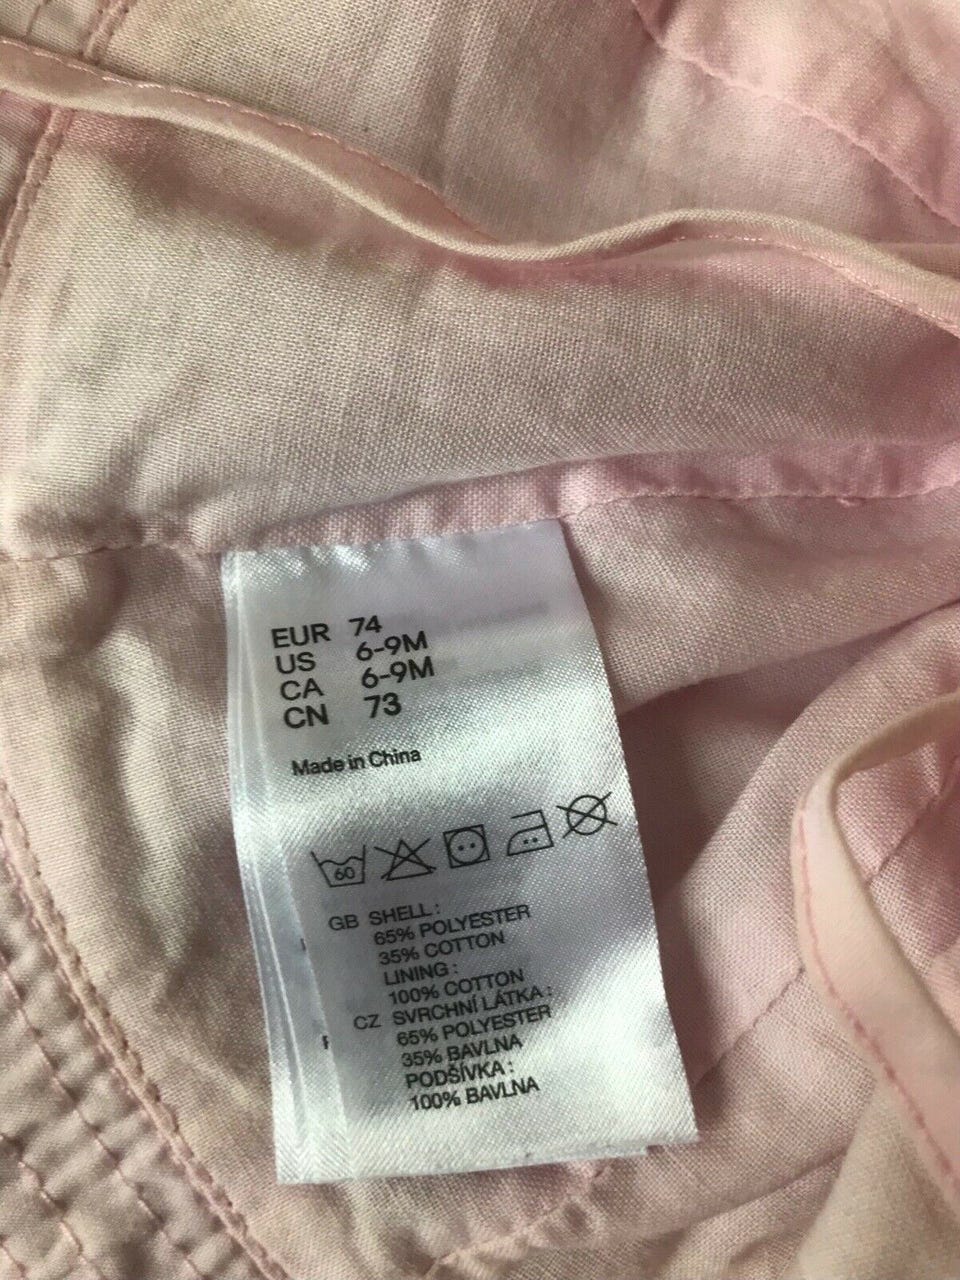 EUR 74
US 6-9M
CA 6-9M
CN 73
Made in China
60
GB SHELL :
65% POLYESTER
35% COTTON
LINING :
100% COTTON
CZ SVRCHNÍ LÁTKA :
65% POLYESTER
35% BAVLNA
PODŠÍVKA :
100% BAVLNA